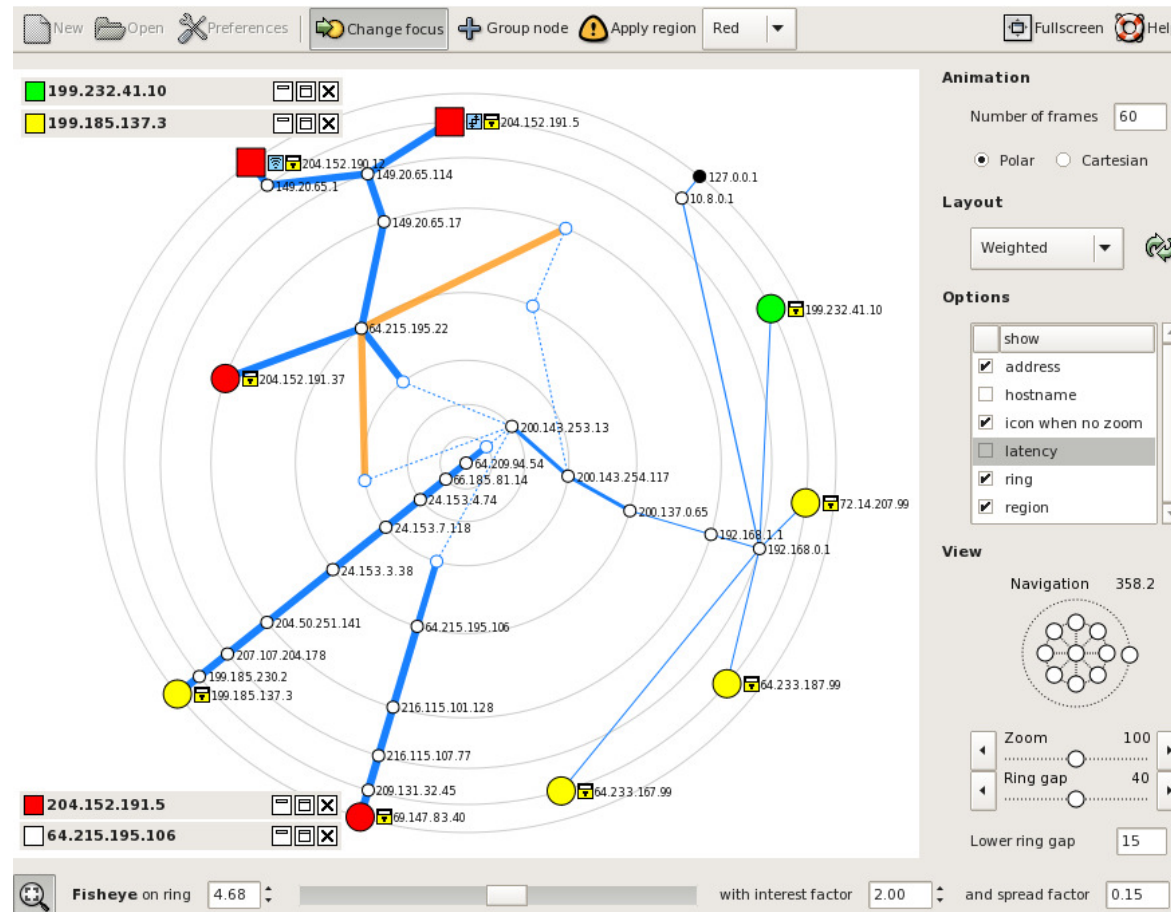 New Open Preferences Change focus Group node Apply region Red Fullscreen Hel
199.232.41.10
199.185.137.3
204.152.191.5
204.152.190.12
149.20.65.114
149.20.65.1
127.0.0.1
10.8.0.1
149.20.65.17
199.232.41.10
64.215.195.22
204.152.191.37
200.143.253.13
64.209.94.54
66.185.81.14
200.143.254.117
24.153.4.74
72.14.207.99
200.137.0.65
24.153.7.118
192.168.1.1
192.168.0.1
24.153.3.38
204.50.251.141
64.215.195.106
207.107.204.178
199.185.230.2
64.233.187.99
199.185.137.3
216.115.101.128
216.115.107.77
209.131.32.45
64.233.167.99
69.147.83.40
204.152.191.5
64.215.195.106
Animation
Number of frames 60
Polar Cartesian
Layout
Weighted
Options
show
address
hostname
icon when no zoom
latency
ring
region
View
Navigation 358.2
Zoom 100
Ring gap 40
Lower ring gap 15
Fisheye on ring 4.68 with interest factor 2.00 and spread factor 0.15